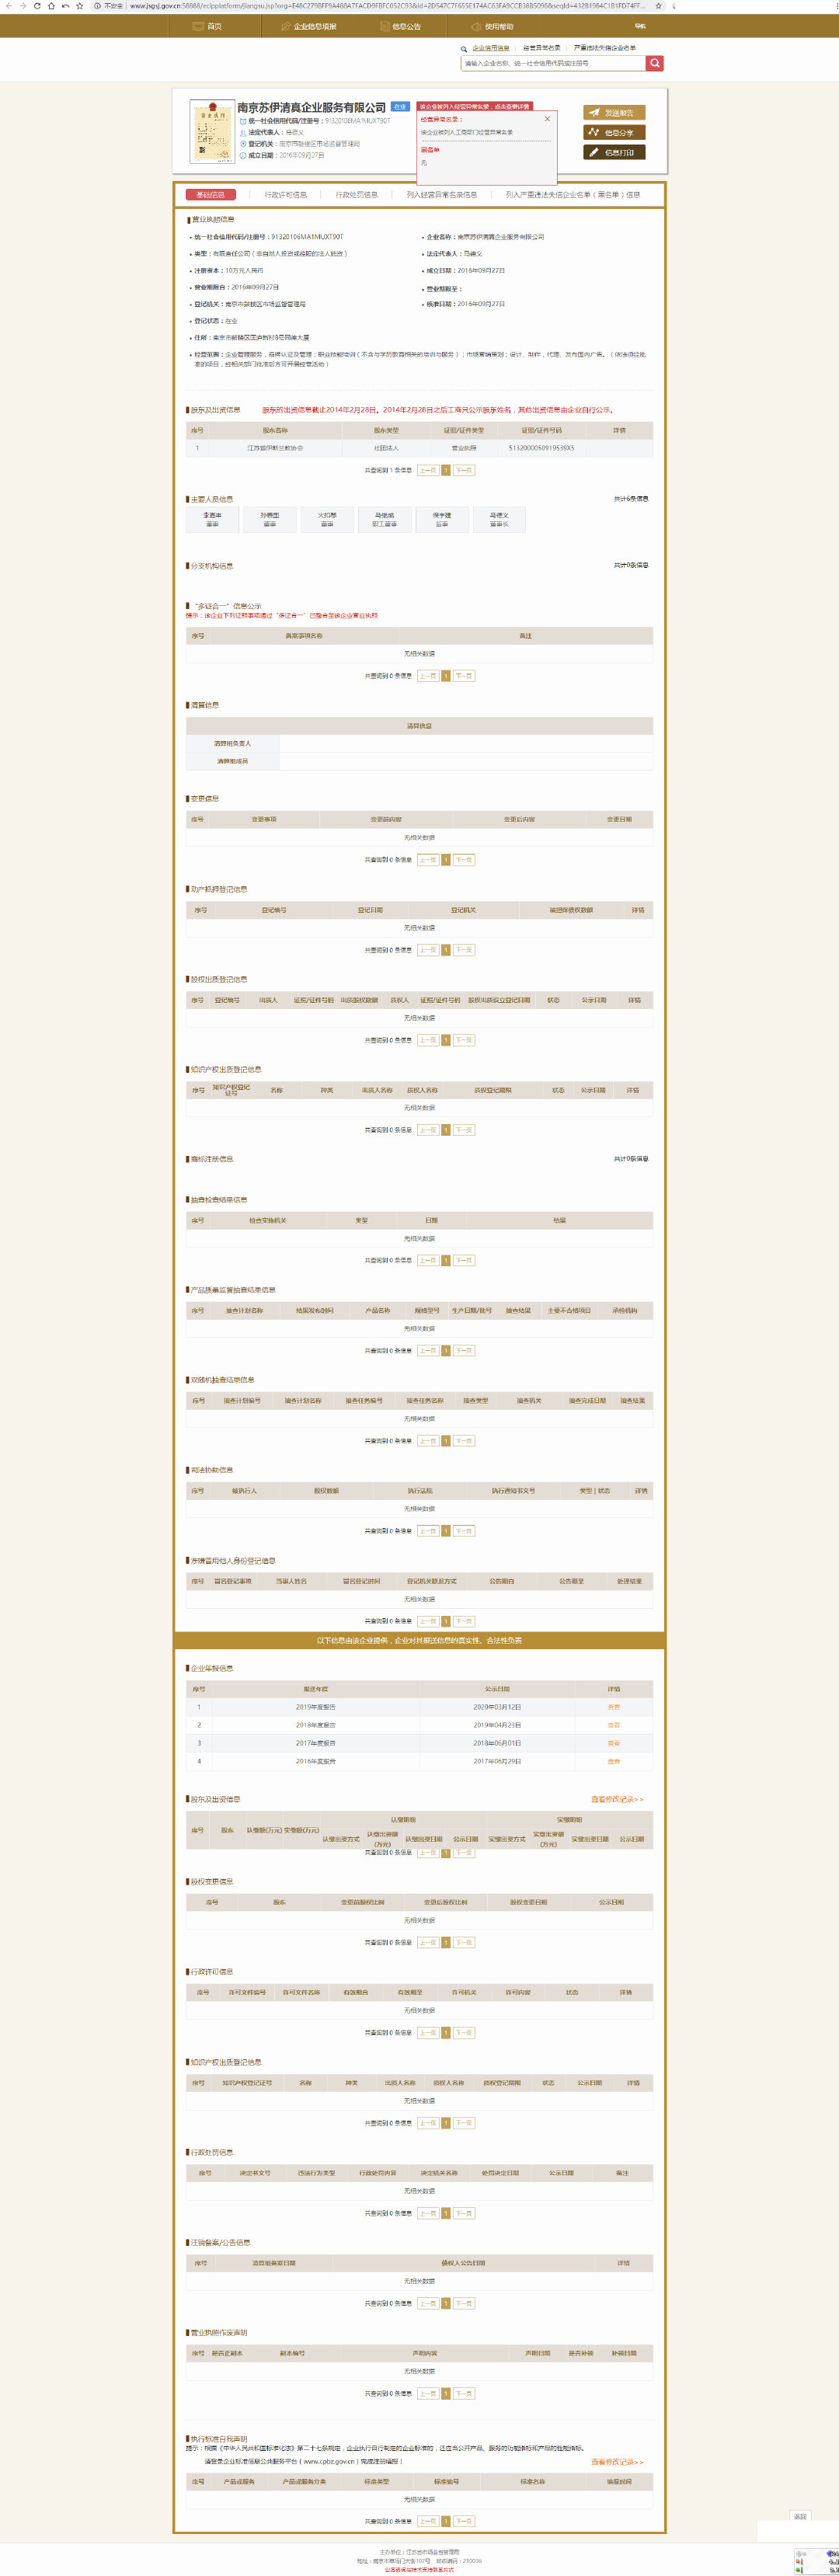 不安全
www.jsgsj.gov.cn:58888/ecipplatform/jiangsu.jsp?org=
首页
企业信息填报
信息公告
使用帮助
导航
企业信用信息
经营异常名录
严重违法失信企业名单
请输入企业名称、统一社会信用代码或注册号
南京苏伊清真企业服务有限公司
在业
该企业被列入经营异常名录，点击查看详情
统一社会信用代码/注册号：91320106MA1MUXT90T
法定代表人：马德义
登记机关：南京市鼓楼区市场监督管理局
成立日期：2016年09月27日
经营异常名录：
该企业被列入工商部门经营异常名录
黑名单
无
发送报告
信息分享
信息打印
基础信息
行政许可信息
行政处罚信息
列入经营异常名录信息
列入严重违法失信企业名单（黑名单）信息
营业执照信息
统一社会信用代码/注册号：91320106MA1MUXT90T
企业名称：南京苏伊清真企业服务有限公司
类型：有限责任公司（非自然人投资或控股的法人独资）
法定代表人：马德义
注册资本：10万元人民币
成立日期：2016年09月27日
营业期限自：2016年09月27日
营业期限至：
登记机关：南京市鼓楼区市场监督管理局
核准日期：2016年09月27日
登记状态：在业
住所：南京市鼓楼区
经营范围：企业管理服务；品牌认证及管理；职业技能培训（不含与学历教育相关的培训与服务）；市场营销策划；设计、制作、代理、发布国内广告。（依法须经批
准的项目，经相关部门批准后方可开展经营活动）
股东及出资信息
股东的出资信息截止2014年2月28日。2014年2月28日之后工商只公示股东姓名，其他出资信息由企业自行公示。
序号 股东名称 股东类型 证照/证件类型 证照/证件号码 详情
1 江苏省伊斯兰教协会 社团法人 营业执照
共查询到 1 条信息 上一页 1 下一页
主要人员信息
共计6条信息
董事 董事 董事 职工董事 监事 董事长
马德义
分支机构信息
共计0条信息
“多证合一”信息公示
提示：该企业下列证照事项通过“多证合一”已整合至该企业营业执照
序号 备案事项名称 备注
无相关数据
共查询到 0 条信息 上一页 1 下一页
清算信息
清算信息
清算组负责人
清算组成员
变更信息
序号 变更事项 变更前内容 变更后内容 变更日期
无相关数据
共查询到 0 条信息 上一页 1 下一页
动产抵押登记信息
序号 登记编号 登记日期 登记机关 被担保债权数额 详情
无相关数据
共查询到 0 条信息 上一页 1 下一页
股权出质登记信息
序号 登记编号 出质人 证照/证件号码 出质股权数额 质权人 证照/证件号码 股权出质设立登记日期 状态 公示日期 详情
无相关数据
共查询到 0 条信息 上一页 1 下一页
知识产权出质登记信息
序号 知识产权登记证号 名称 种类 出质人名称 质权人名称 质权登记期限 状态 公示日期 详情
无相关数据
共查询到 0 条信息 上一页 1 下一页
商标注册信息
共计0条信息
抽查检查结果信息
序号 检查实施机关 类型 日期 结果
无相关数据
共查询到 0 条信息 上一页 1 下一页
产品质量监督抽查结果信息
序号 抽查计划名称 结果发布时间 产品名称 规格型号 生产日期/批号 抽查结果 主要不合格项目 承检机构
无相关数据
共查询到 0 条信息 上一页 1 下一页
双随机抽查结果信息
序号 抽查计划编号 抽查计划名称 抽查任务编号 抽查任务名称 抽查类型 抽查机关 抽查完成日期 抽查结果
无相关数据
共查询到 0 条信息 上一页 1 下一页
司法协助信息
序号 被执行人 股权数额 执行法院 执行通知书文号 类型 | 状态 详情
无相关数据
共查询到 0 条信息 上一页 1 下一页
涉嫌冒用他人身份登记信息
序号 冒名登记事项 当事人姓名 冒名登记时间 登记机关联系方式 公告期自 公告期至 处理结果
无相关数据
共查询到 0 条信息 上一页 1 下一页
以下信息由该企业提供，企业对其报送信息的真实性、合法性负责
企业年报信息
序号 报送年度 公示日期 详情
1 2019年度报告 2020年03月12日 查看
2 2018年度报告 2019年04月23日 查看
3 2017年度报告 2018年06月01日 查看
4 2016年度报告 2017年06月29日 查看
股东及出资信息
查看修改记录>>
序号 股东 认缴额(万元) 实缴额(万元) 认缴明细 实缴明细
认缴出资方式 认缴出资额(万元) 认缴出资日期 公示日期 实缴出资方式 实缴出资额(万元) 实缴出资日期 公示日期
共查询到 0 条信息 上一页 1 下一页
股权变更信息
序号 股东 变更前股权比例 变更后股权比例 股权变更日期 公示日期
无相关数据
共查询到 0 条信息 上一页 1 下一页
行政许可信息
序号 许可文件编号 许可文件名称 有效期自 有效期至 许可机关 许可内容 状态 详情
无相关数据
共查询到 0 条信息 上一页 1 下一页
知识产权出质登记信息
序号 知识产权登记证号 名称 种类 出质人名称 质权人名称 质权登记期限 状态 公示日期 详情
无相关数据
共查询到 0 条信息 上一页 1 下一页
行政处罚信息
序号 决定书文号 违法行为类型 行政处罚内容 决定机关名称 处罚决定日期 公示日期 备注
无相关数据
共查询到 0 条信息 上一页 1 下一页
注销备案/公告信息
序号 清算组备案日期 债权人公告日期 详情
无相关数据
共查询到 0 条信息 上一页 1 下一页
营业执照作废声明
序号 是否正副本 副本编号 声明内容 声明日期 是否补领 补领日期
无相关数据
共查询到 0 条信息 上一页 1 下一页
执行标准自我声明
提示：根据《中华人民共和国标准化法》第二十七条规定，企业执行自行制定的企业标准的，还应当公开产品、服务的功能指标和产品的性能指标。
请登录企业标准信息公共服务平台（www.cpbz.gov.cn）完成注册填报！
查看修改记录>>
序号 产品或服务 产品或服务分类 标准类型 标准编号 标准名称 填报时间
无相关数据
共查询到 0 条信息 上一页 1 下一页
返回
主办单位：江苏省市场监督管理局
地址：南京市草场门大街107号 邮政编码：210036
业务咨询与技术支持联系方式